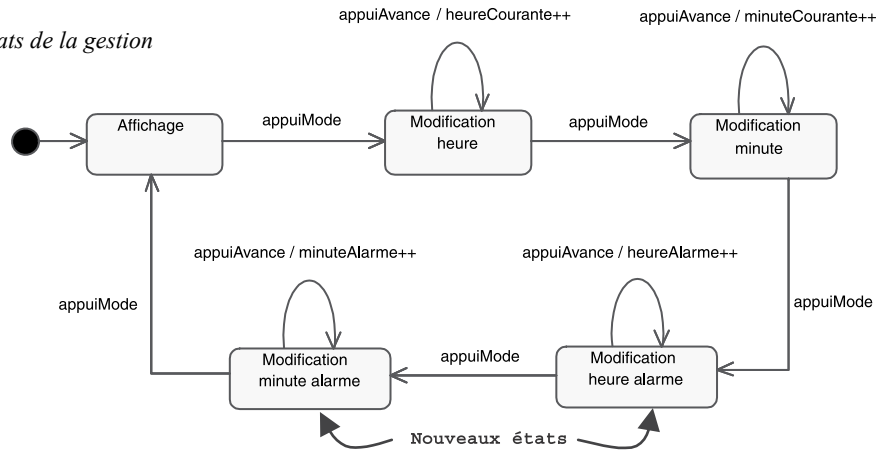 appuiAvance / heureCourante++
appuiAvance / minuteCourante++
ats de la gestion
Affichage
appuiMode
Modification
heure
appuiMode
Modification
minute
appuiAvance / minuteAlarme++
appuiAvance / heureAlarme++
appuiMode
appuiMode
Modification
minute alarme
appuiMode
Modification
heure alarme
Nouveaux états